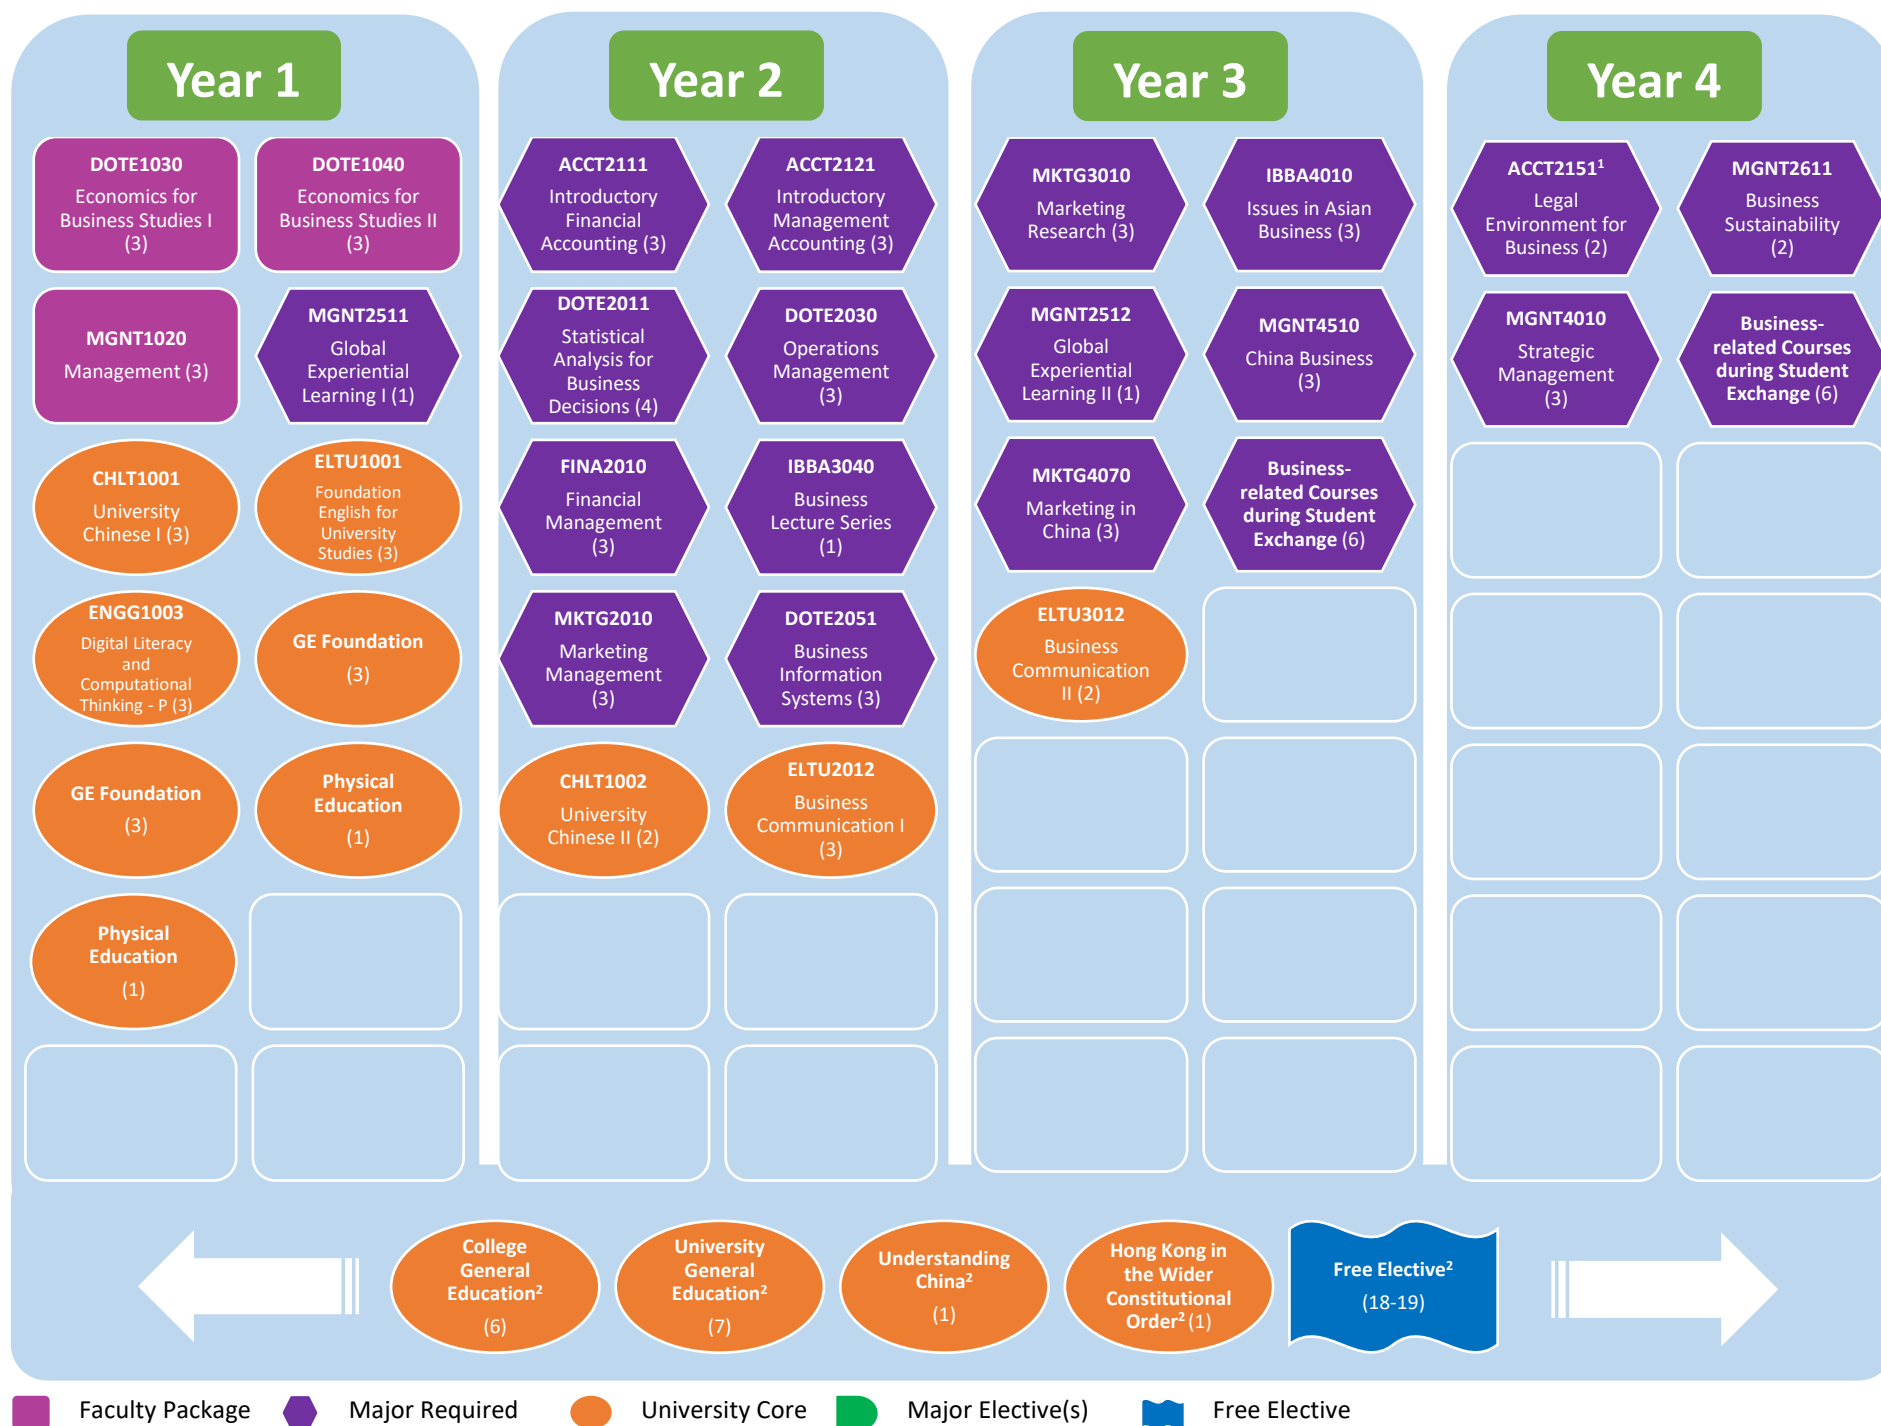 Year 1
DOTE1030
Economics for
Business Studies I
(3)
DOTE1040
Economics for
Business Studies II
(3)
MGNT1020
Management (3)
MGNT2511
Global
Experiential
Learning I (1)
CHLT1001
University
Chinese I (3)
ELTU1001
Foundation
English for
University
Studies (3)
ENGG1003
Digital Literacy
and
Computational
Thinking - P (3)
GE Foundation
(3)
GE Foundation
(3)
Physical
Education
(1)
Physical
Education
(1)
Year 2
ACCT2111
Introductory
Financial
Accounting (3)
ACCT2121
Introductory
Management
Accounting (3)
DOTE2011
Statistical
Analysis for
Business
Decisions (4)
DOTE2030
Operations
Management
(3)
FINA2010
Financial
Management
(3)
IBBA3040
Business
Lecture Series
(1)
MKTG2010
Marketing
Management
(3)
DOTE2051
Business
Information
Systems (3)
CHLT1002
University
Chinese II (2)
ELTU2012
Business
Communication I
(3)
Year 3
MKTG3010
Marketing
Research (3)
IBBA4010
Issues in Asian
Business (3)
MGNT2512
Global
Experiential
Learning II (1)
MGNT4510
China Business
(3)
MKTG4070
Marketing in
China (3)
Business-
related Courses
during Student
Exchange (6)
ELTU3012
Business
Communication
II (2)
Year 4
ACCT2151¹
Legal
Environment for
Business (2)
MGNT2611
Business
Sustainability
(2)
MGNT4010
Strategic
Management
(3)
Business-
related Courses
during Student
Exchange (6)
College
General
Education²
(6)
University
General
Education²
(7)
Understanding
China²
(1)
Hong Kong in
the Wider
Constitutional
Order² (1)
Free Elective²
(18-19)
Faculty Package
Major Required
University Core
Major Elective(s)
Free Elective